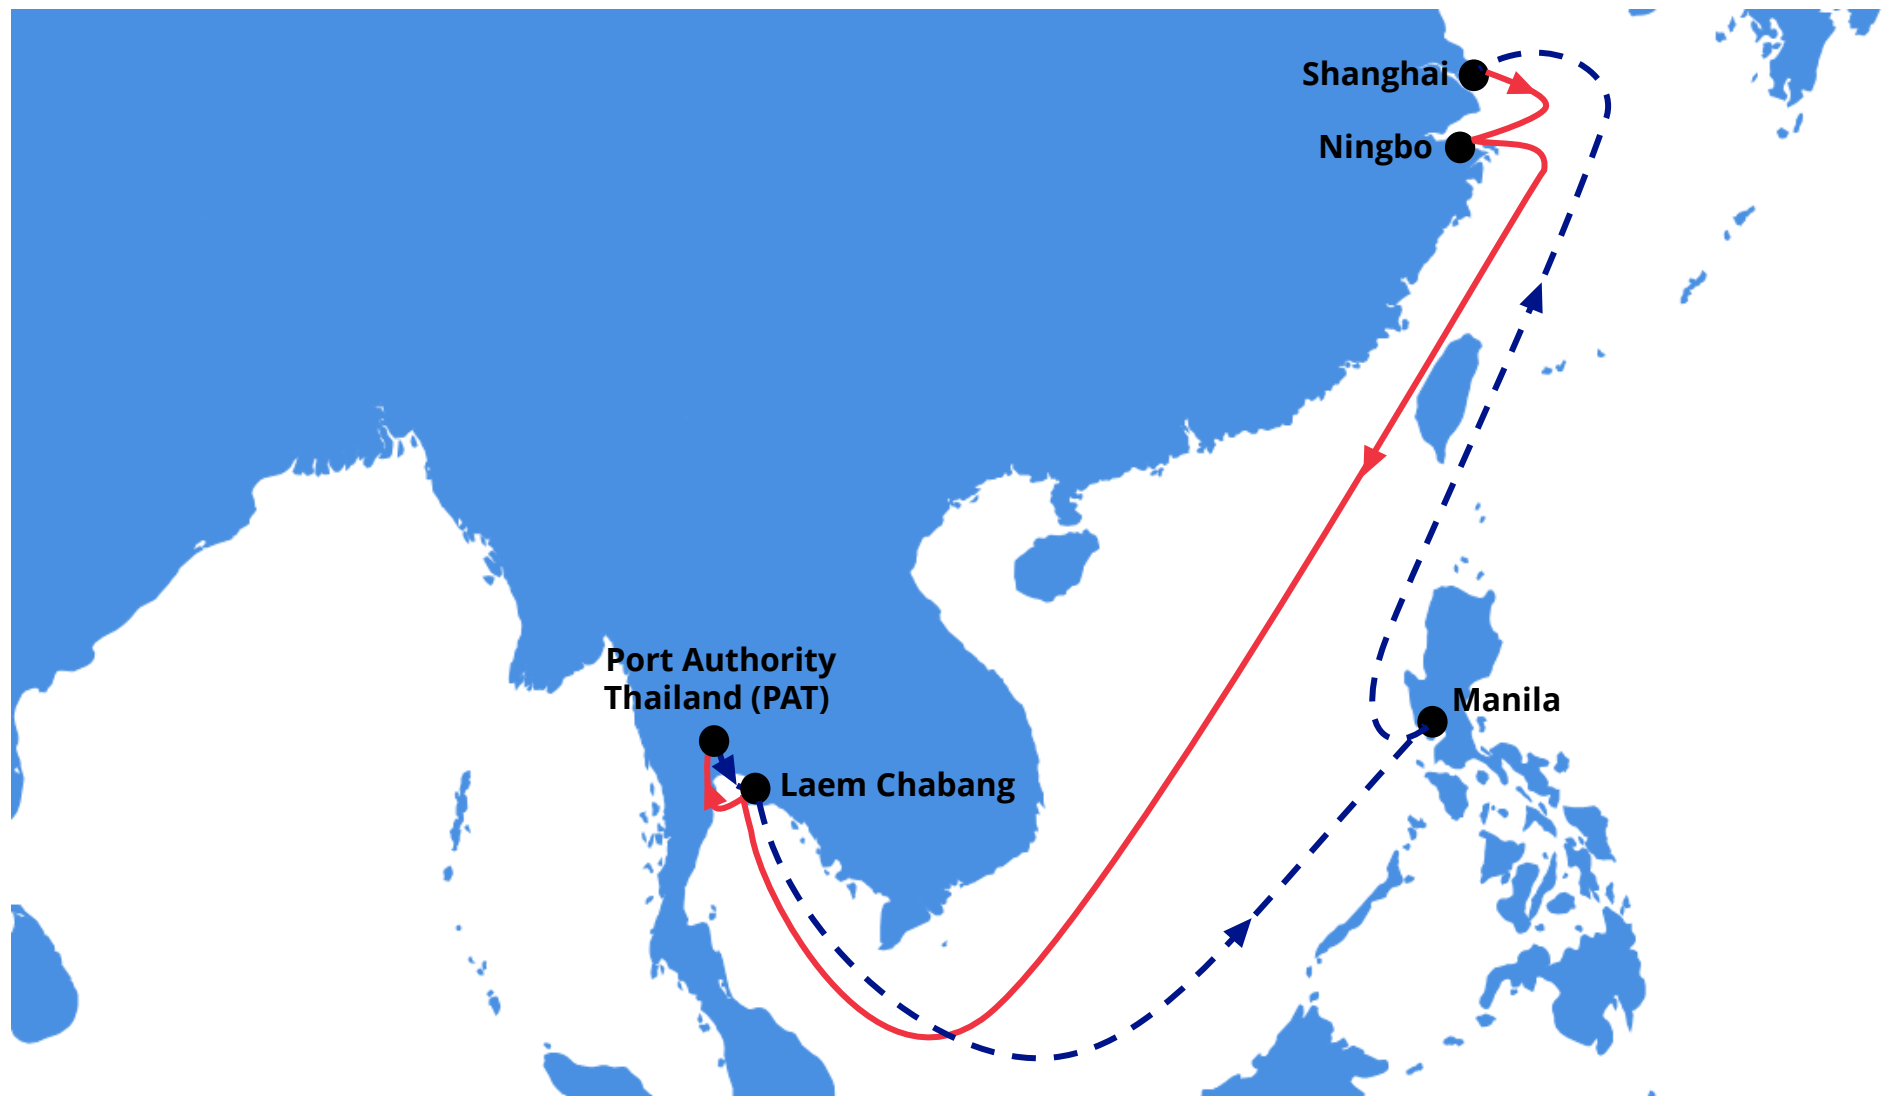 Shanghai
Ningbo
Port Authority
Thailand (PAT)
Manila
Laem Chabang